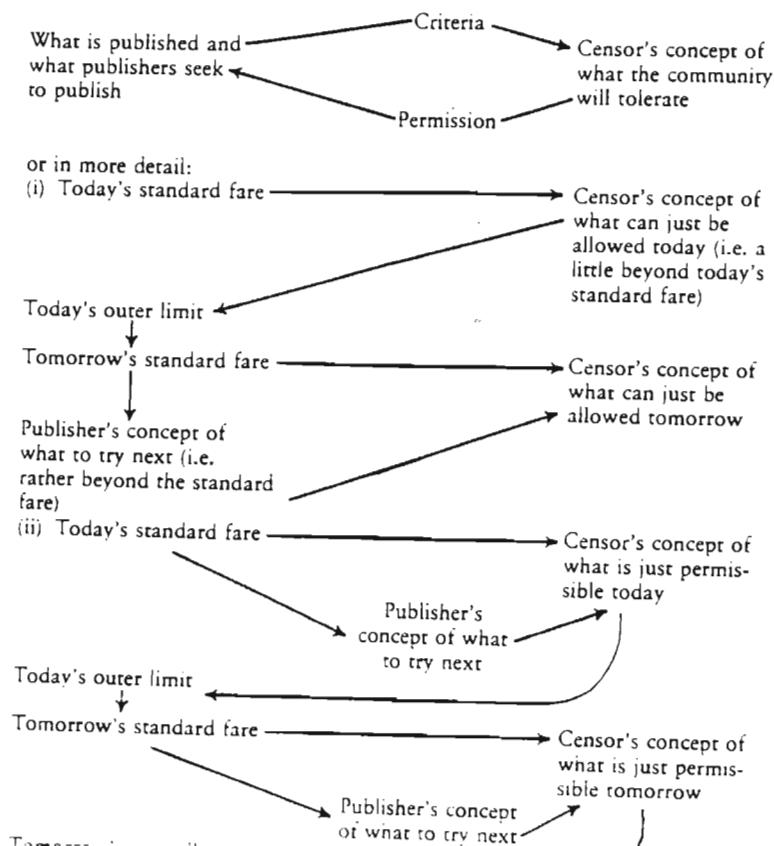 Criteria
What is published and
what publishers seek
to publish
Censor's concept of
what the community
will tolerate
Permission
or in more detail:
(i) Today's standard fare
Censor's concept of
what can just be
allowed today (i.e. a
little beyond today's
standard fare)
Today's outer limit
Tomorrow's standard fare
Censor's concept of
what can just be
allowed tomorrow
Publisher's concept of
what to try next (i.e.
rather beyond the standard
fare)
(ii) Today's standard fare
Censor's concept of
what is just permis-
sible today
Publisher's
concept of what
to try next
Today's outer limit
Tomorrow's standard fare
Censor's concept of
what is just permis-
sible tomorrow
Publisher's concept
of what to try next